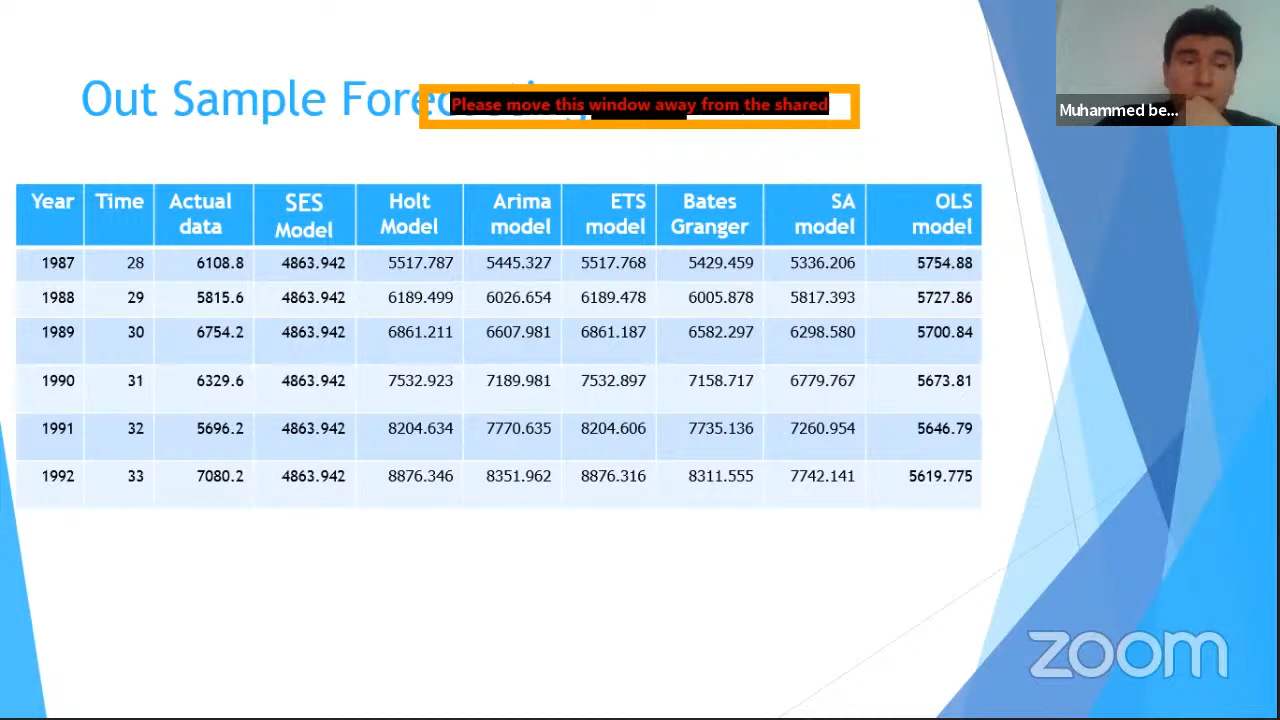 Out Sample Fore
Please move this window away from the shared
Muhammed be...
Year Time Actual data SES Model Holt Model Arima model ETS model Bates Granger SA model OLS model
1987 28 6108.8 4863.942 5517.787 5445.327 5517.768 5429.459 5336.206 5754.88
1988 29 5815.6 4863.942 6189.499 6026.654 6189.478 6005.878 5817.393 5727.86
1989 30 6754.2 4863.942 6861.211 6607.981 6861.187 6582.297 6298.580 5700.84
1990 31 6329.6 4863.942 7532.923 7189.981 7532.897 7158.717 6779.767 5673.81
1991 32 5696.2 4863.942 8204.634 7770.635 8204.606 7735.136 7260.954 5646.79
1992 33 7080.2 4863.942 8876.346 8351.962 8876.316 8311.555 7742.141 5619.775
zoom